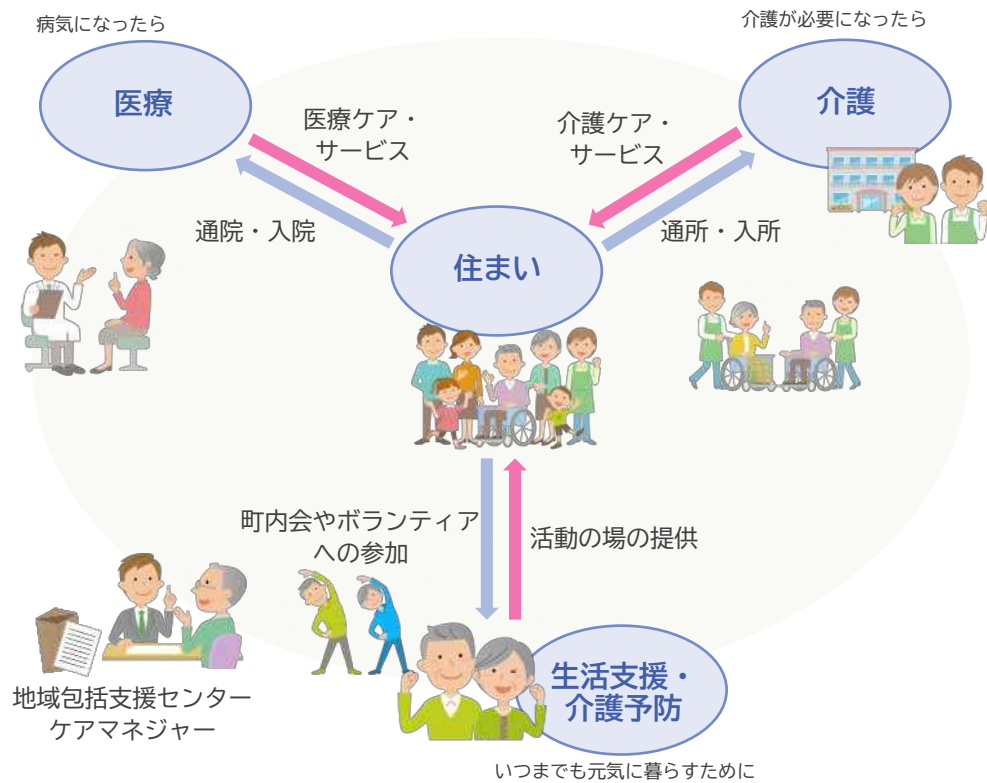 病気になったら
介護が必要になったら
医療
介護
医療ケア・
サービス
介護ケア・
サービス
通院・入院
通所・入所
住まい
町内会やボランティア
への参加
活動の場の提供
地域包括支援センター
ケアマネジャー
生活支援・
介護予防
いつまでも元気に暮らすために